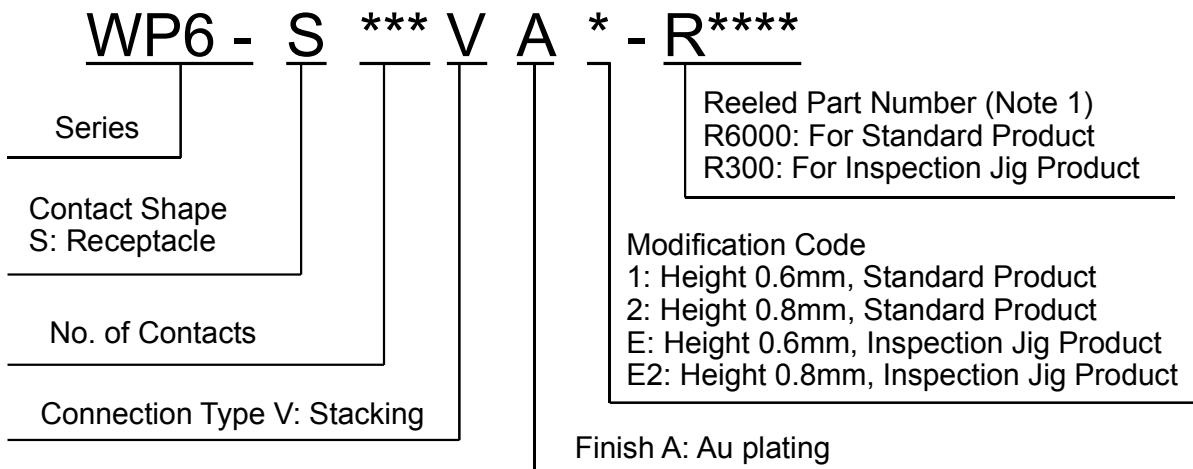 WP6 - S *** V A * - R****
Series
Reeled Part Number (Note 1)
R6000: For Standard Product
R300: For Inspection Jig Product
Contact Shape
S: Receptacle
Modification Code
1: Height 0.6mm, Standard Product
2: Height 0.8mm, Standard Product
E: Height 0.6mm, Inspection Jig Product
E2: Height 0.8mm, Inspection Jig Product
No. of Contacts
Connection Type V: Stacking
Finish A: Au plating